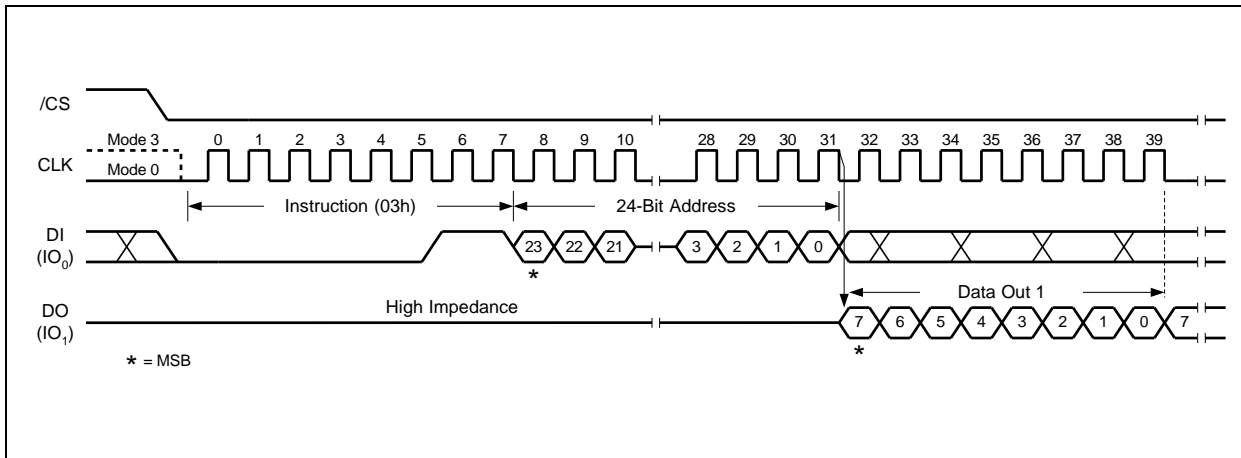 /CS
Mode 3 0 1 2 3 4 5 6 7 8 9 10 28 29 30 31 32 33 34 35 36 37 38 39
CLK Mode 0
Instruction (03h) 24-Bit Address
DI
(IO0) 23 22 21 3 2 1 0
*
Data Out 1
High Impedance
DO
(IO1) 7 6 5 4 3 2 1 0 7
*
* = MSB